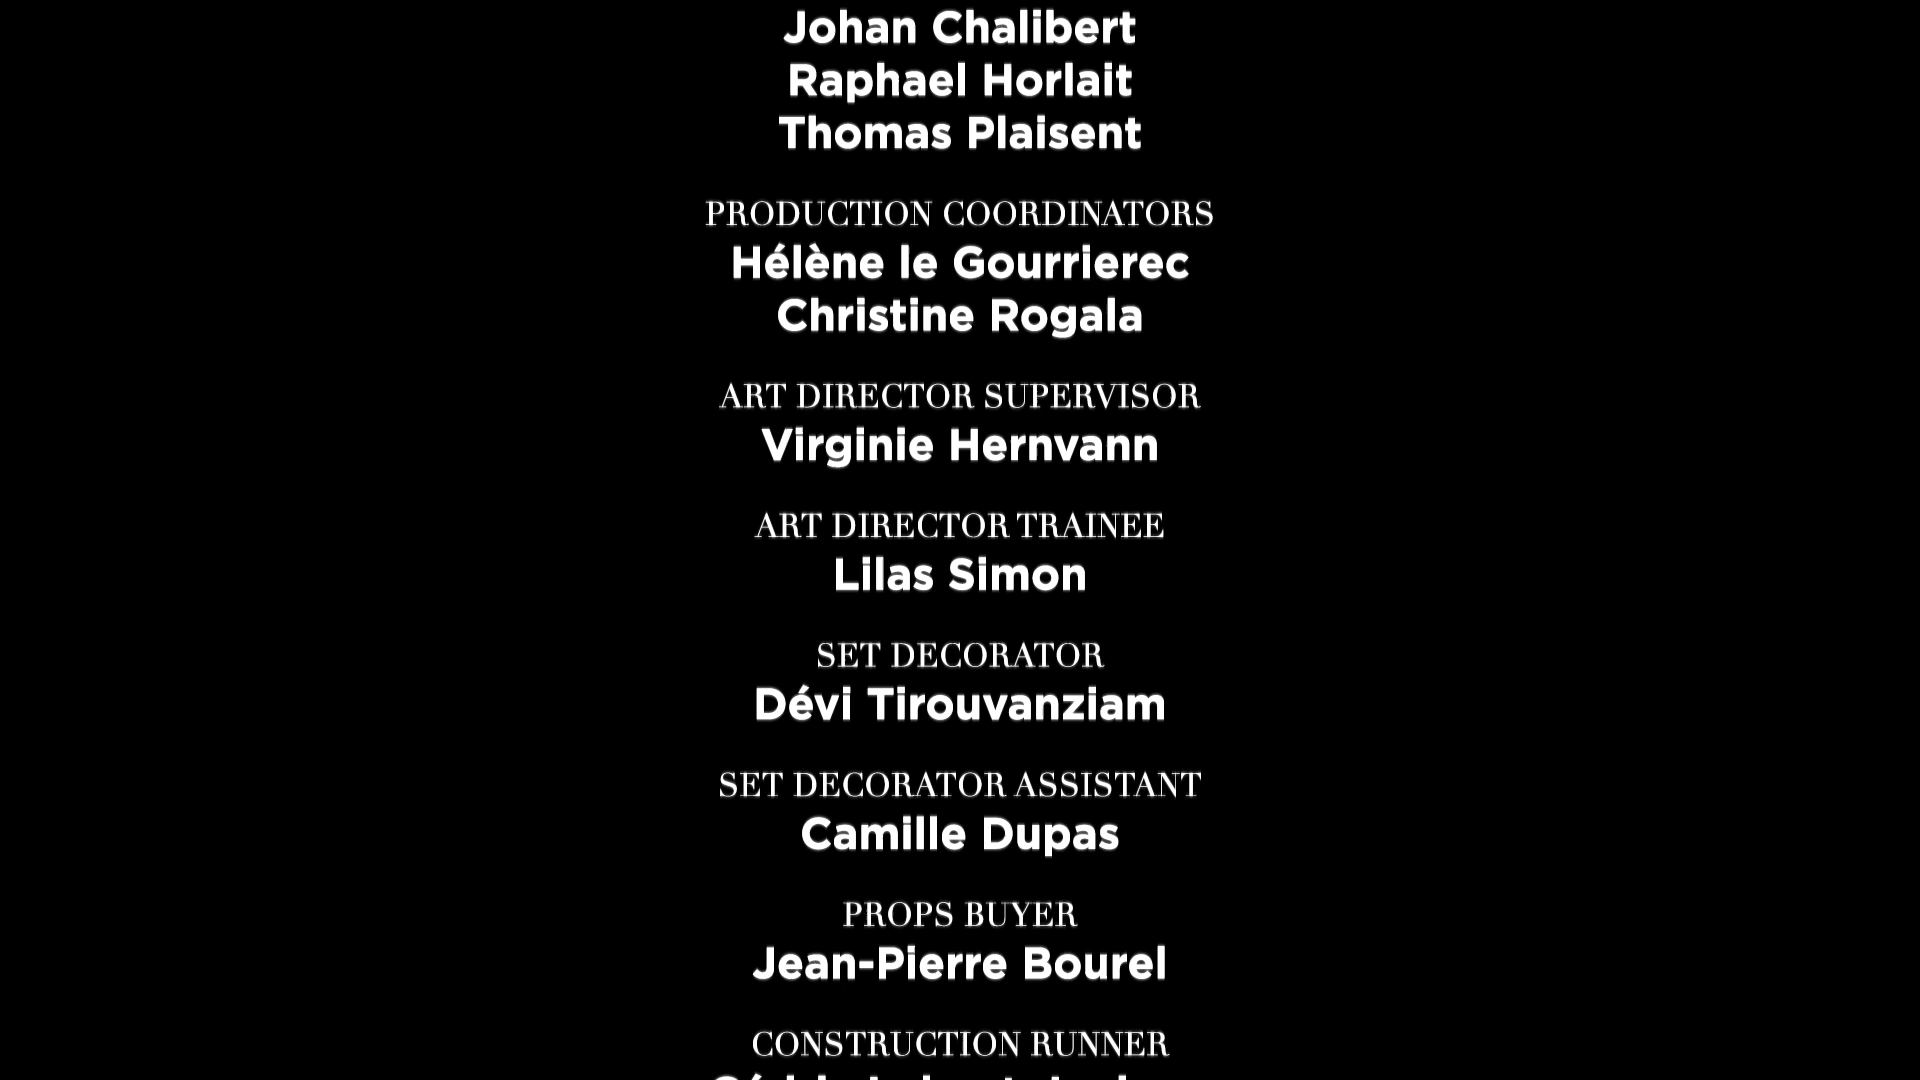 Johan Chalibert
Raphael Horlait
Thomas Plaisent
PRODUCTION COORDINATORS
Hélène le Gourrierec
Christine Rogala
ART DIRECTOR SUPERVISOR
Virginie Hernvann
ART DIRECTOR TRAINEE
Lilas Simon
SET DECORATOR
Dévi Tirouvanziam
SET DECORATOR ASSISTANT
Camille Dupas
PROPS BUYER
Jean-Pierre Bourel
CONSTRUCTION RUNNER